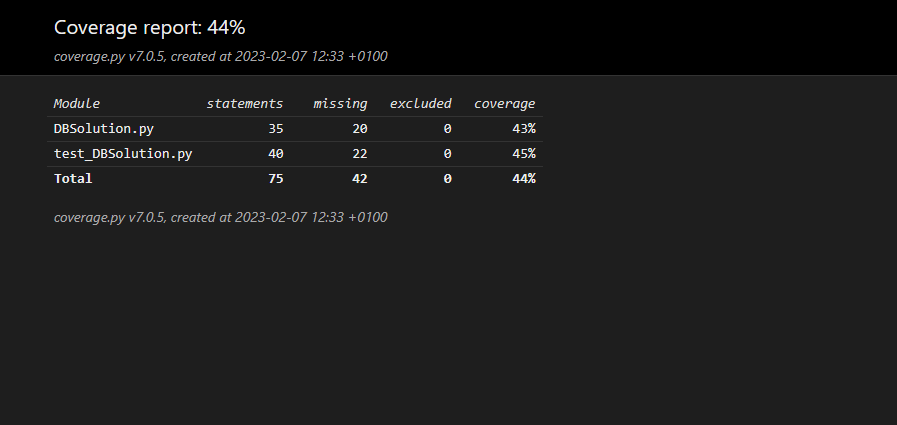 Coverage report: 44%
coverage.py v7.0.5, created at 2023-02-07 12:33 +0100
Module statements missing excluded coverage
DBSolution.py 35 20 0 43%
test_DBSolution.py 40 22 0 45%
Total 75 42 0 44%
coverage.py v7.0.5, created at 2023-02-07 12:33 +0100